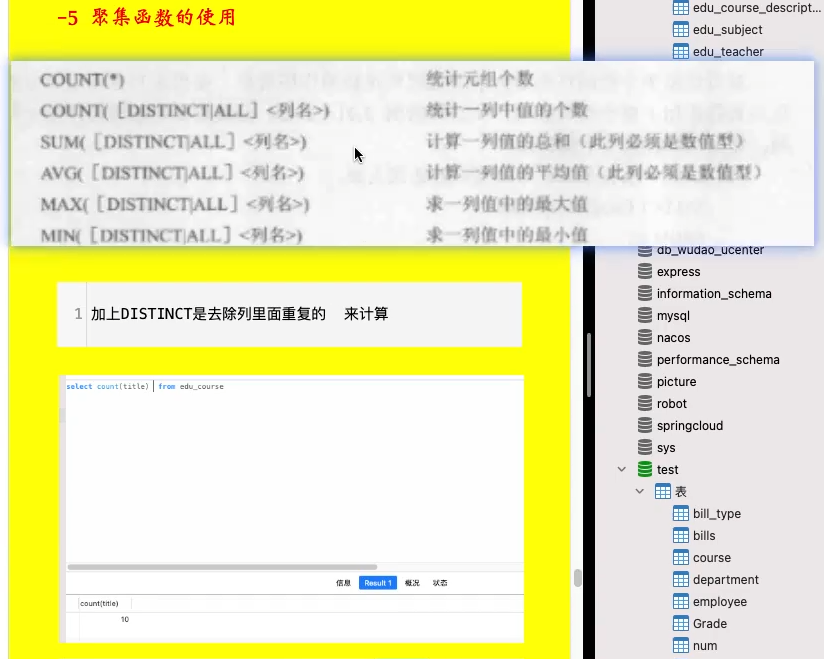 -5 聚集函数的使用
COUNT(*) 统计元组个数
COUNT([DISTINCT|ALL] <列名>) 统计一列中值的个数
SUM([DISTINCT|ALL] <列名>) 计算一列值的总和（此列必须是数值型）
AVG([DISTINCT|ALL] <列名>) 计算一列值的平均值（此列必须是数值型）
MAX([DISTINCT|ALL] <列名>) 求一列值中的最大值
MIN([DISTINCT|ALL] <列名>) 求一列值中的最小值
1 加上DISTINCT是去除列里面重复的 来计算
select count(title) from edu_course
信息 Result 1 概况 状态
count(title)
10
edu_course_descript...
edu_subject
edu_teacher
db_wudao_ucenter
express
information_schema
mysql
nacos
performance_schema
picture
robot
springcloud
sys
test
表
bill_type
bills
course
department
employee
Grade
num